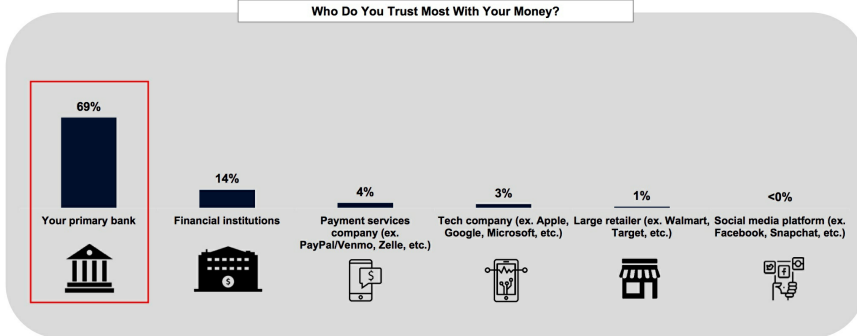 Who Do You Trust Most With Your Money?
69%
14%
4%
3%
1%
<0%
Your primary bank
Financial institutions
Payment services
company (ex.
PayPal/Venmo, Zelle, etc.)
Tech company (ex. Apple,
Google, Microsoft, etc.)
Large retailer (ex. Walmart,
Target, etc.)
Social media platform (ex.
Facebook, Snapchat, etc.)
$
$
f